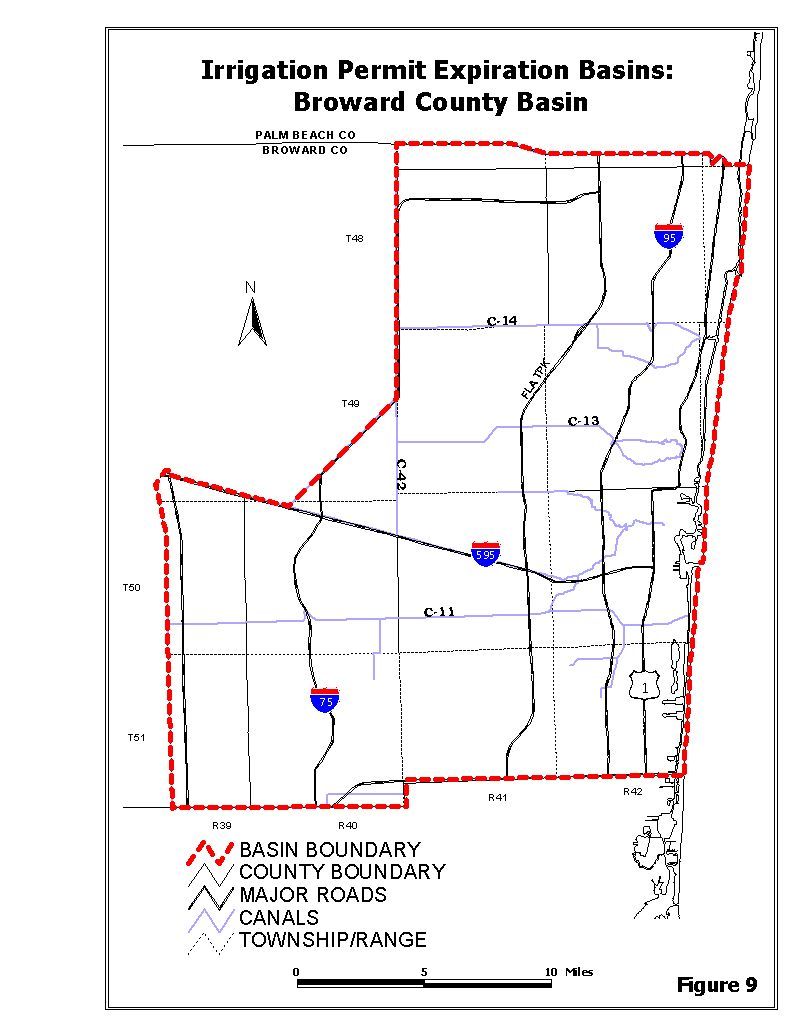 Irrigation Permit Expiration Basins:
Broward County Basin
PALM BEACH CO
BROWARD CO
T48
95
N
C-14
FLA TPK
T49
C-13
C-42
595
T50
C-11
1
75
T51
R41
R42
R39
R40
BASIN BOUNDARY
COUNTY BOUNDARY
MAJOR ROADS
CANALS
TOWNSHIP/RANGE
0 5 10 Miles
Figure 9